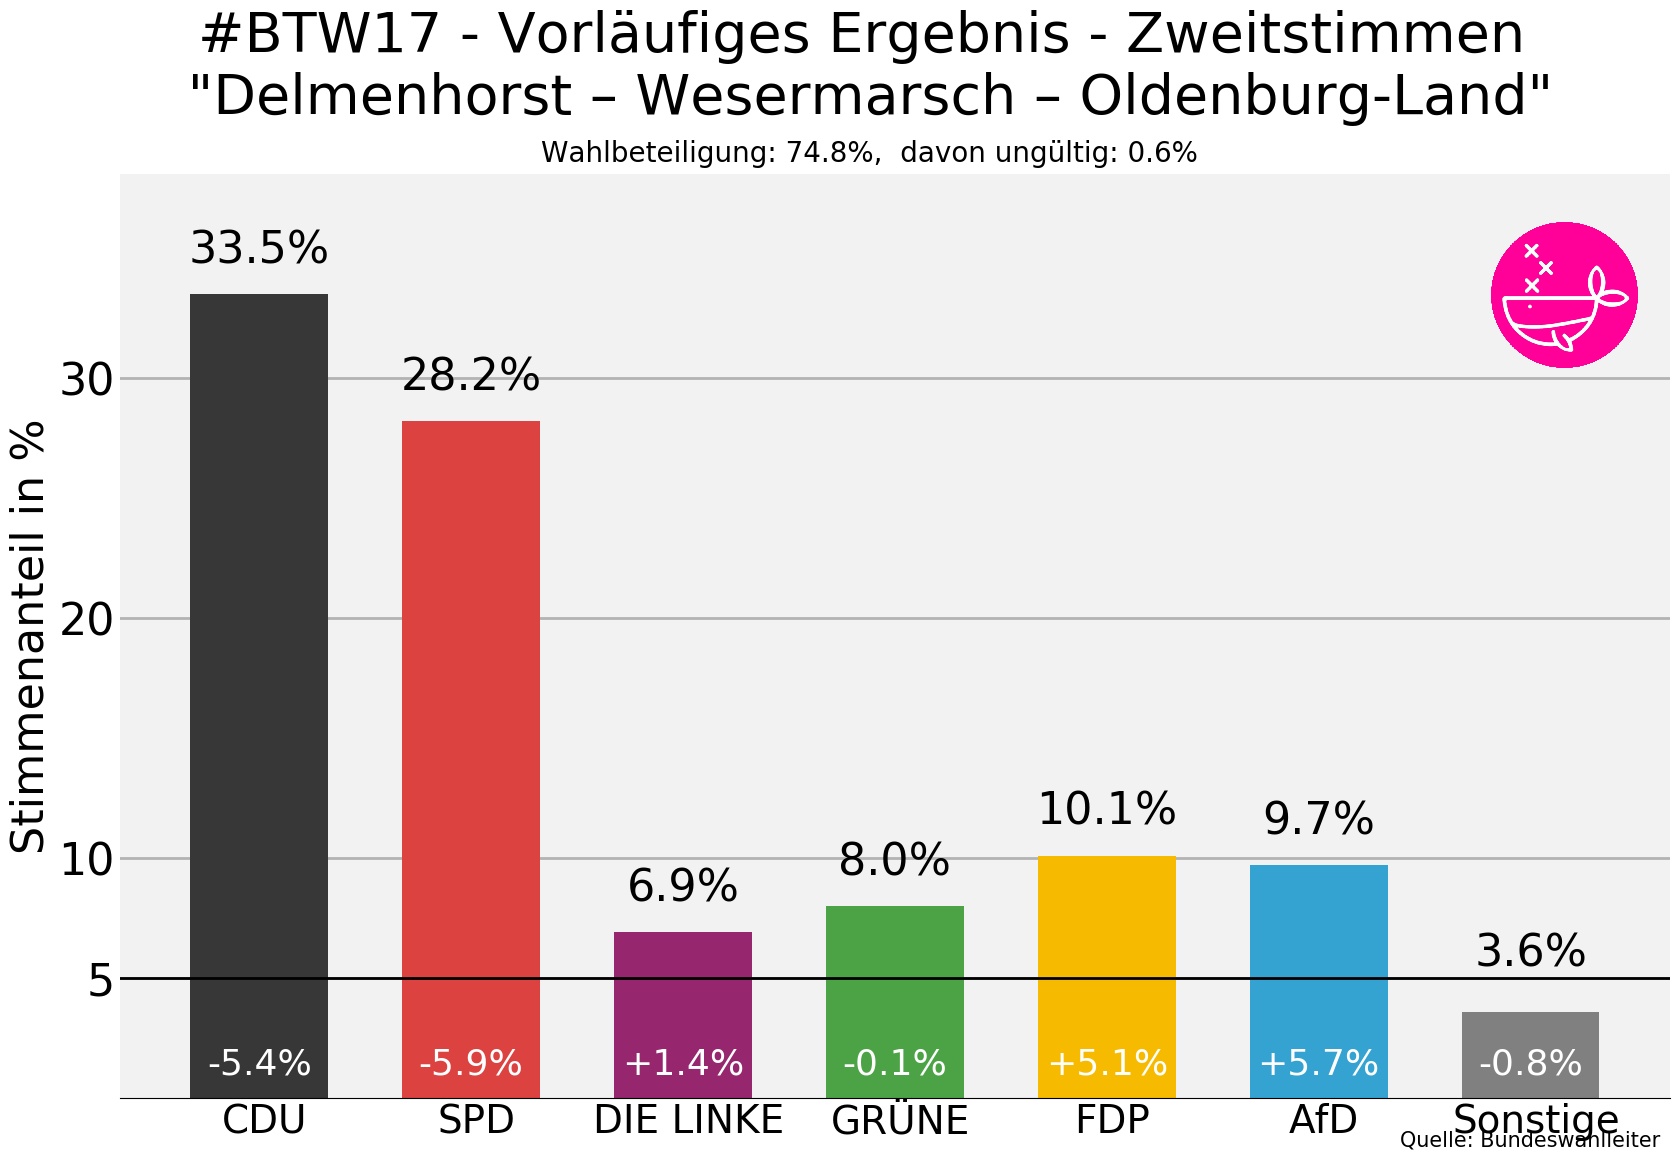 #BTW17 - Vorläufiges Ergebnis - Zweitstimmen
"Delmenhorst – Wesermarsch – Oldenburg-Land"
Wahlbeteiligung: 74.8%,  davon ungültig: 0.6%
Stimmenanteil in %
30
20
10
5
33.5%
28.2%
6.9%
8.0%
10.1%
9.7%
3.6%
-5.4%
-5.9%
+1.4%
-0.1%
+5.1%
+5.7%
-0.8%
CDU
SPD
DIE LINKE
GRÜNE
FDP
AfD
Sonstige
Quelle: Bundeswahlleiter